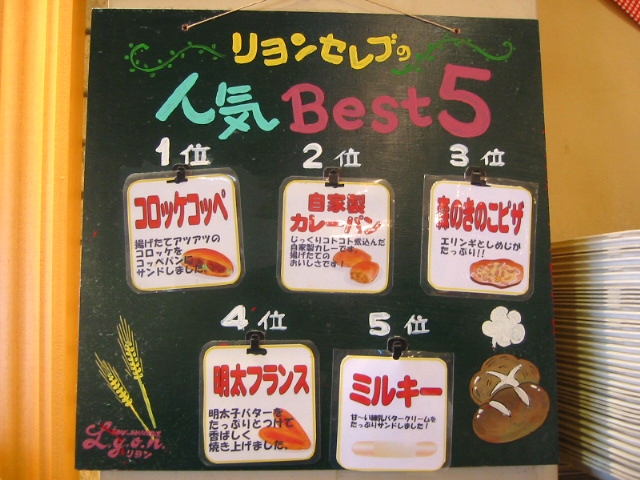 リヨンセレブの
人気Best5
1位
コロッケコッペ
揚げたてアツアツの
コロッケを
コッペパンに
サンドしました。
2位
自家製
カレーパン
じっくりコトコト煮込んだ
自家製カレーです。
揚げたての
おいしさです！
3位
森のきのこピザ
エリンギとしめじが
たっぷり!!
4位
明太フランス
明太子バターを
たっぷりとつけて
香ばしく
焼き上げました。
5位
ミルキー
甘〜い練乳バタークリームを
たっぷりサンドしました！
Lyon
リヨン